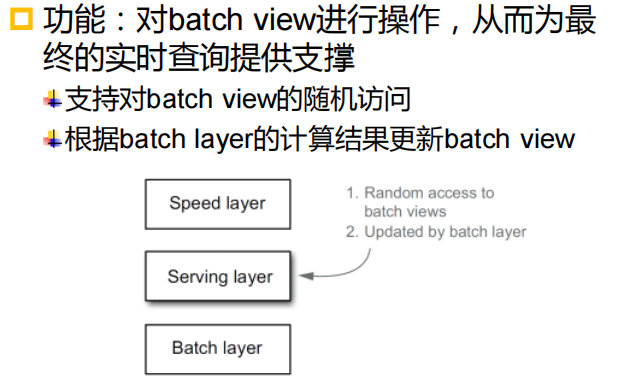 功能：对batch view进行操作，从而为最
终的实时查询提供支撑
支持对batch view的随机访问
根据batch layer的计算结果更新batch view
Speed layer
1. Random access to
batch views
2. Updated by batch layer
Serving layer
Batch layer